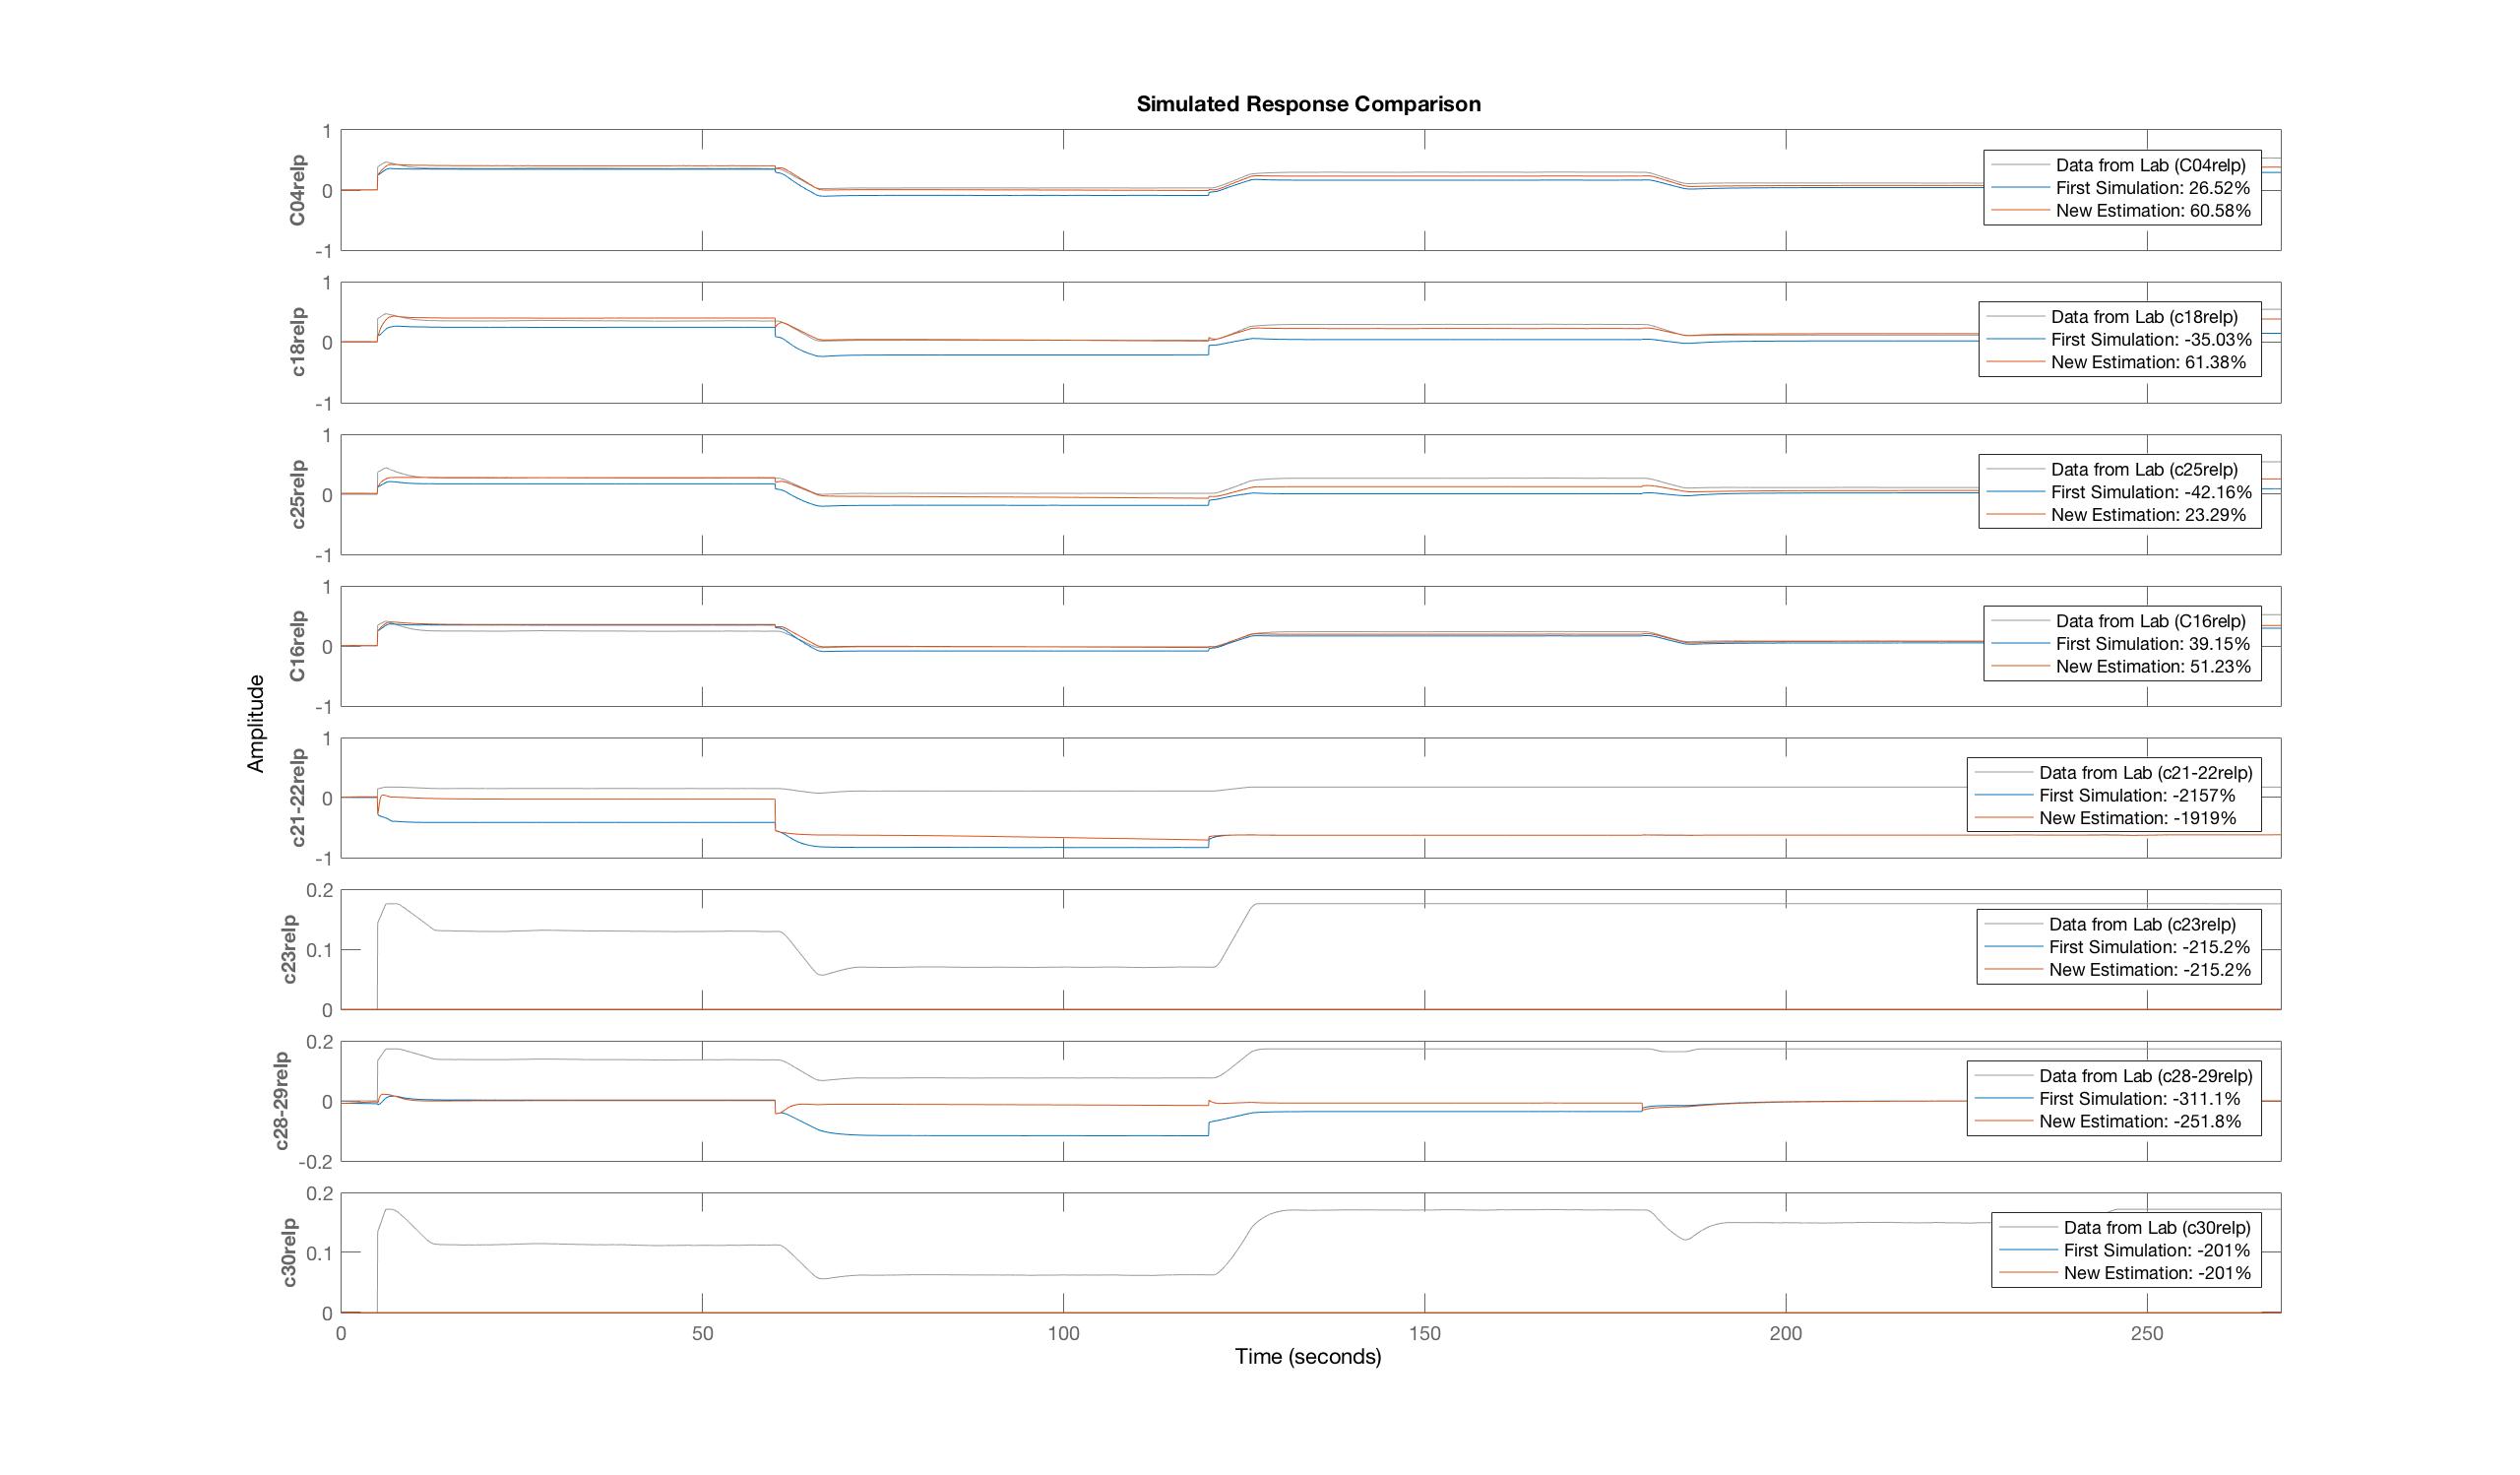 Simulated Response Comparison
Amplitude
C04relp
1
0
-1
Data from Lab (C04relp)
First Simulation: 26.52%
New Estimation: 60.58%
c18relp
1
0
-1
Data from Lab (c18relp)
First Simulation: -35.03%
New Estimation: 61.38%
c25relp
1
0
-1
Data from Lab (c25relp)
First Simulation: -42.16%
New Estimation: 23.29%
C16relp
1
0
-1
Data from Lab (C16relp)
First Simulation: 39.15%
New Estimation: 51.23%
c21-22relp
1
0
-1
Data from Lab (c21-22relp)
First Simulation: -2157%
New Estimation: -1919%
c23relp
0.2
0.1
0
Data from Lab (c23relp)
First Simulation: -215.2%
New Estimation: -215.2%
c28-29relp
0.2
0
-0.2
Data from Lab (c28-29relp)
First Simulation: -311.1%
New Estimation: -251.8%
c30relp
0.2
0.1
0
Data from Lab (c30relp)
First Simulation: -201%
New Estimation: -201%
0 50 100 150 200 250
Time (seconds)